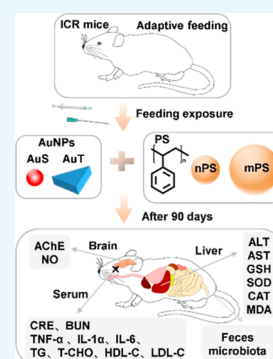 ICR mice Adaptive feeding
Feeding exposure
AuNPs
AuS AuT
PS
n
nPS
mPS
After 90 days
Brain
AChE
NO
Liver
ALT
AST
GSH
SOD
CAT
MDA
Serum
CRE、BUN
TNF-α 、IL-1α、IL-6、
TG、T-CHO、HDL-C、LDL-C
Feces
microbiota